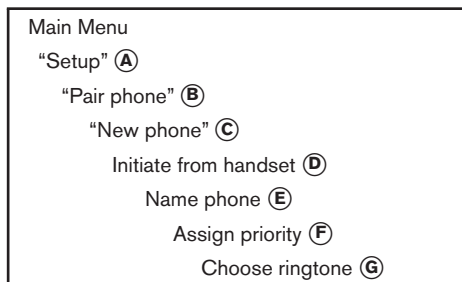 Main Menu
“Setup” Ⓐ
“Pair phone” Ⓑ
“New phone” Ⓒ
Initiate from handset Ⓓ
Name phone Ⓔ
Assign priority Ⓕ
Choose ringtone Ⓖ